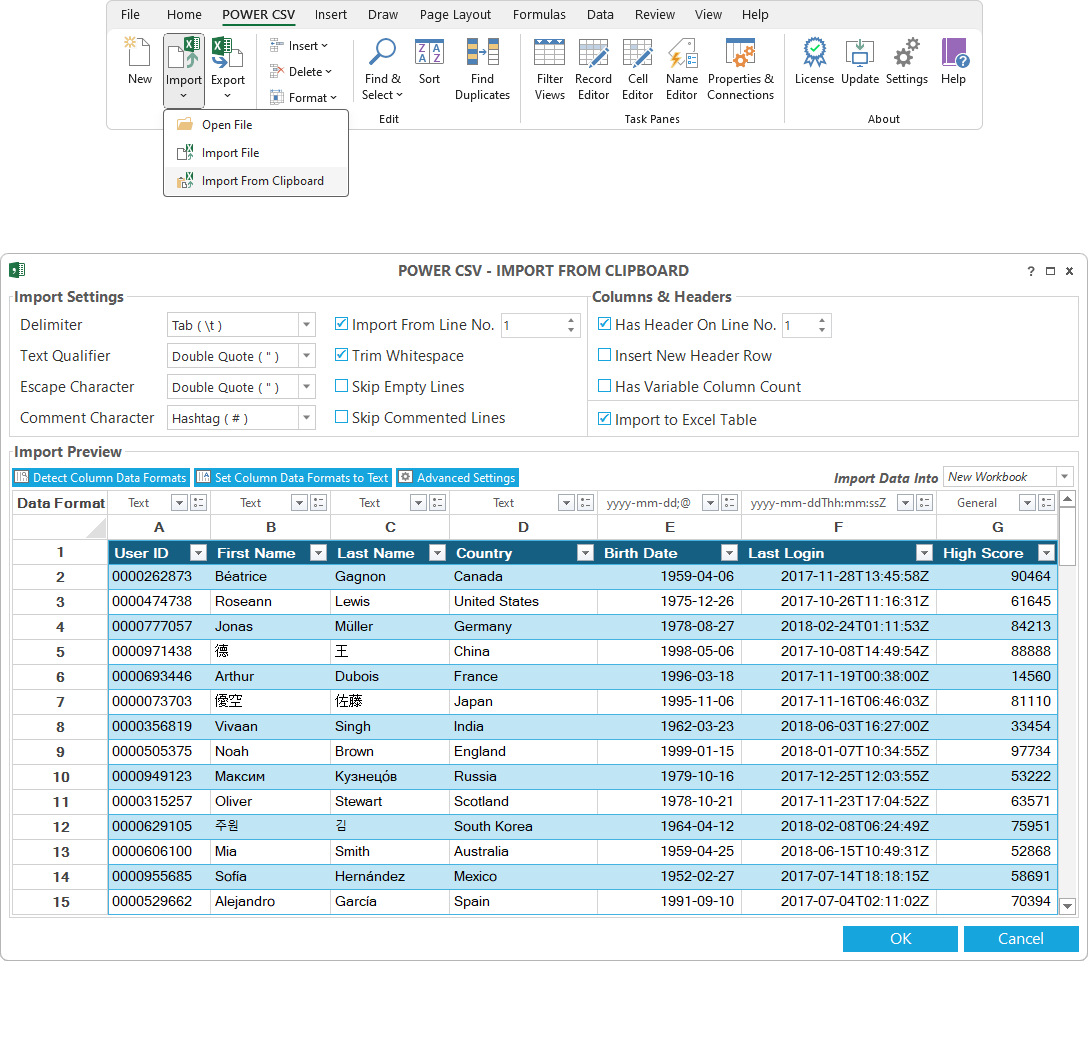 File Home POWER CSV Insert Draw Page Layout Formulas Data Review View Help
New Import Export Insert Delete Format Find & Select Sort Find Duplicates Filter Views Record Editor Cell Editor Name Editor Properties & Connections License Update Settings Help
Edit Task Panes About
Open File
Import File
Import From Clipboard
POWER CSV - IMPORT FROM CLIPBOARD ? x
Import Settings Columns & Headers
Delimiter Tab ( \t ) Import From Line No. 1 Has Header On Line No. 1
Text Qualifier Double Quote ( " ) Trim Whitespace Insert New Header Row
Escape Character Double Quote ( " ) Skip Empty Lines Has Variable Column Count
Comment Character Hashtag ( # ) Skip Commented Lines Import to Excel Table
Import Preview
Detect Column Data Formats Set Column Data Formats to Text Advanced Settings Import Data Into New Workbook
Data Format Text Text Text Text yyyy-mm-dd;@ yyyy-mm-ddThh:mm:ssZ General
A B C D E F G
1 User ID First Name Last Name Country Birth Date Last Login High Score
2 0000262873 Béatrice Gagnon Canada 1959-04-06 2017-11-28T13:45:58Z 90464
3 0000474738 Roseann Lewis United States 1975-12-26 2017-10-26T11:16:31Z 61645
4 0000777057 Jonas Müller Germany 1978-08-27 2018-02-24T01:11:53Z 84213
5 0000971438 德 王 China 1998-05-06 2017-10-08T14:49:54Z 88888
6 0000693446 Arthur Dubois France 1996-03-18 2017-11-19T00:38:00Z 14560
7 0000073703 優空 佐藤 Japan 1995-11-06 2017-11-16T06:46:03Z 81110
8 0000356819 Vivaan Singh India 1962-03-23 2018-06-03T16:27:00Z 33454
9 0000505375 Noah Brown England 1999-01-15 2018-01-07T10:34:55Z 97734
10 0000949123 Максим Кузнецо́в Russia 1979-10-16 2017-12-25T12:03:55Z 53222
11 0000315257 Oliver Stewart Scotland 1978-10-21 2017-11-23T17:04:52Z 63571
12 0000629105 주원 김 South Korea 1964-04-12 2018-02-08T06:24:49Z 75951
13 0000606100 Mia Smith Australia 1959-04-25 2018-06-15T10:49:31Z 52868
14 0000955685 Sofía Hernández Mexico 1952-02-27 2017-07-14T18:18:15Z 58691
15 0000529662 Alejandro García Spain 1991-09-10 2017-07-04T02:11:02Z 70394
OK Cancel